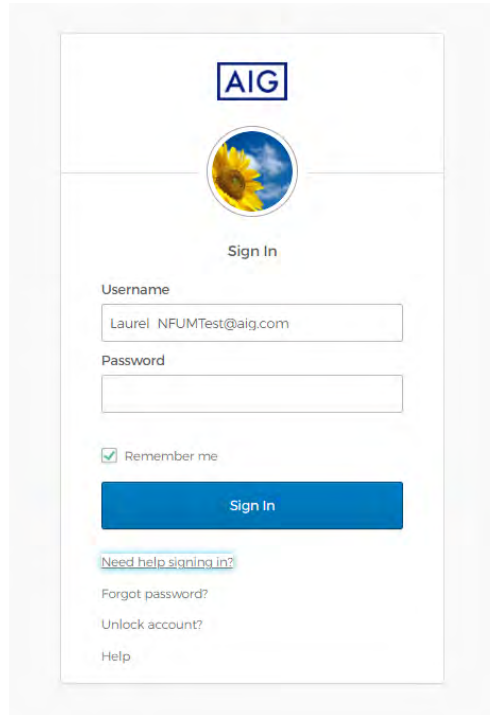 AIG
Sign In
Username
Laurel NFUMTest@aig.com
Password
Remember me
Sign In
Need help signing in?
Forgot password?
Unlock account?
Help